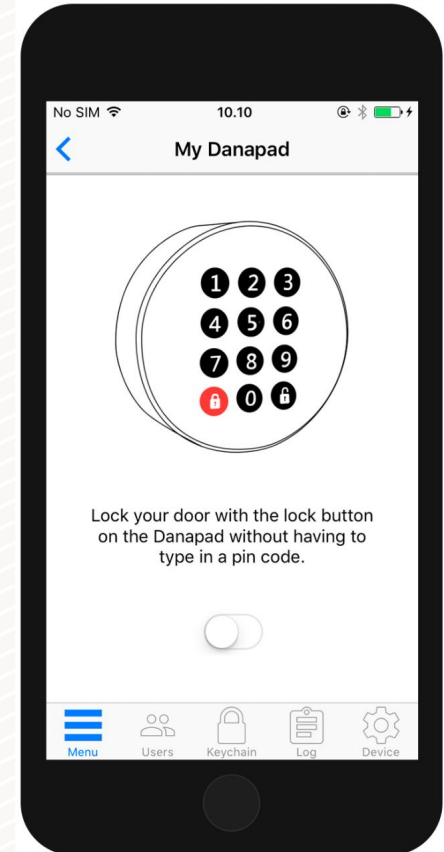 No SIM 10.10
My Danapad
1 2 3
4 5 6
7 8 9
0
Lock your door with the lock button
on the Danapad without having to
type in a pin code.
Menu Users Keychain Log Device